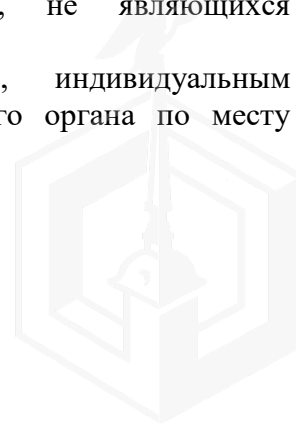 , не являющихся
, индивидуальным
го органа по месту